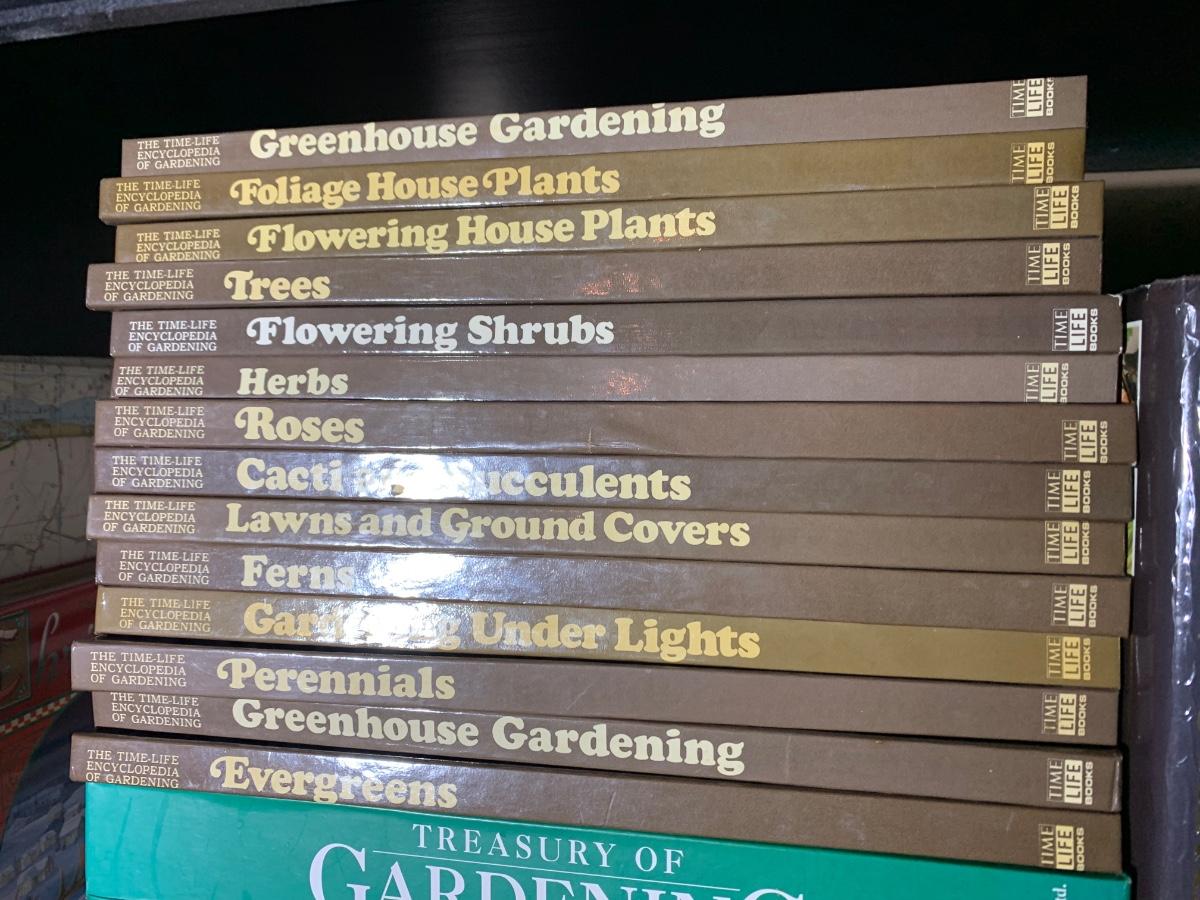 THE TIME-LIFE
ENCYCLOPEDIA
OF GARDENING
Greenhouse Gardening
TIME
LIFE
BOOKS
THE TIME-LIFE
ENCYCLOPEDIA
OF GARDENING
Foliage House Plants
TIME
LIFE
BOOKS
THE TIME-LIFE
ENCYCLOPEDIA
OF GARDENING
Flowering House Plants
TIME
LIFE
BOOKS
THE TIME-LIFE
ENCYCLOPEDIA
OF GARDENING
Trees
TIME
LIFE
BOOKS
THE TIME-LIFE
ENCYCLOPEDIA
OF GARDENING
Flowering Shrubs
TIME
LIFE
BOOKS
THE TIME-LIFE
ENCYCLOPEDIA
OF GARDENING
Herbs
TIME
LIFE
BOOKS
THE TIME-LIFE
ENCYCLOPEDIA
OF GARDENING
Roses
TIME
LIFE
BOOKS
THE TIME-LIFE
ENCYCLOPEDIA
OF GARDENING
Cacti Succulents
TIME
LIFE
BOOKS
THE TIME-LIFE
ENCYCLOPEDIA
OF GARDENING
Lawns and Ground Covers
TIME
LIFE
BOOKS
THE TIME-LIFE
ENCYCLOPEDIA
OF GARDENING
Ferns
TIME
LIFE
BOOKS
THE TIME-LIFE
ENCYCLOPEDIA
OF GARDENING
Gardening Under Lights
TIME
LIFE
BOOKS
THE TIME-LIFE
ENCYCLOPEDIA
OF GARDENING
Perennials
TIME
LIFE
BOOKS
THE TIME-LIFE
ENCYCLOPEDIA
OF GARDENING
Greenhouse Gardening
TIME
LIFE
BOOKS
THE TIME-LIFE
ENCYCLOPEDIA
OF GARDENING
Evergreens
TIME
LIFE
BOOKS
TREASURY OF
GARDENING